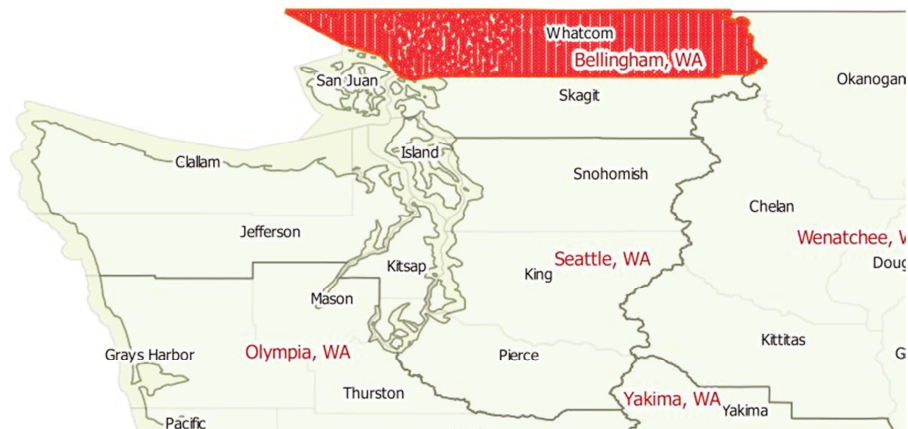 Whatcom
Bellingham, WA
San Juan
Okanogan
Skagit
Island
Clallam
Snohomish
Chelan
Jefferson
Wenatchee, W
Seattle, WA
Kitsap
Doug
King
Mason
Kittitas
Grays Harbor
Olympia, WA
Pierce
G
Thurston
Yakima, WA
Yakima
Pacific